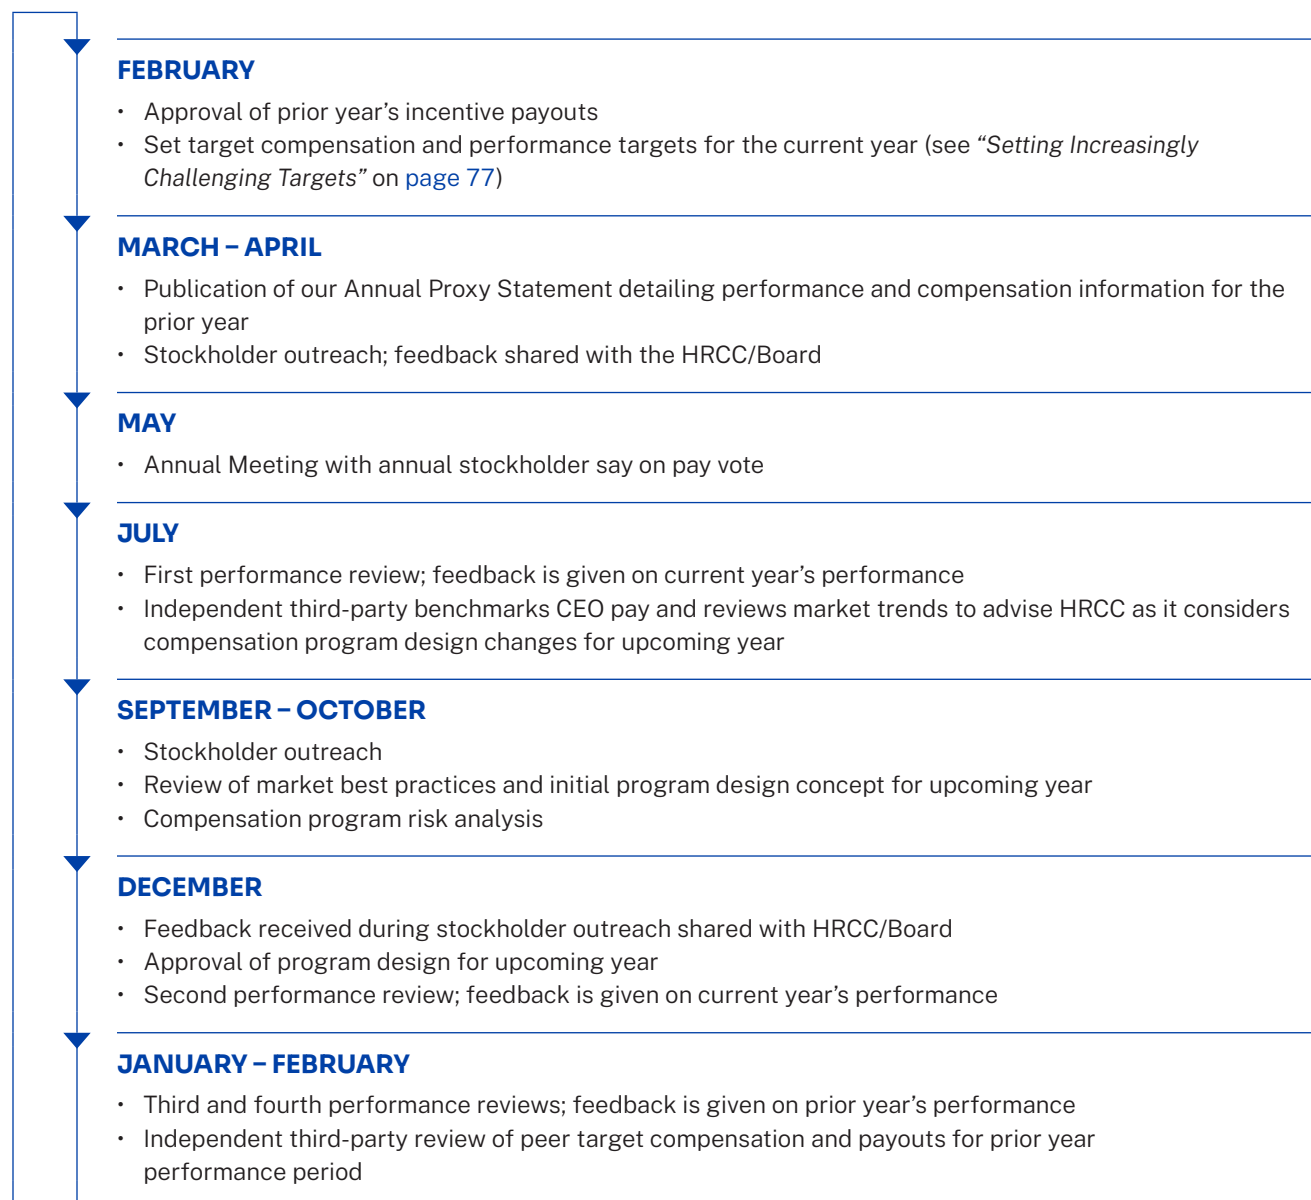 FEBRUARY
• Approval of prior year’s incentive payouts
• Set target compensation and performance targets for the current year (see “Setting Increasingly
Challenging Targets” on page 77)
MARCH – APRIL
• Publication of our Annual Proxy Statement detailing performance and compensation information for the
prior year
• Stockholder outreach; feedback shared with the HRCC/Board
MAY
• Annual Meeting with annual stockholder say on pay vote
JULY
• First performance review; feedback is given on current year’s performance
• Independent third-party benchmarks CEO pay and reviews market trends to advise HRCC as it considers
compensation program design changes for upcoming year
SEPTEMBER – OCTOBER
• Stockholder outreach
• Review of market best practices and initial program design concept for upcoming year
• Compensation program risk analysis
DECEMBER
• Feedback received during stockholder outreach shared with HRCC/Board
• Approval of program design for upcoming year
• Second performance review; feedback is given on current year’s performance
JANUARY – FEBRUARY
• Third and fourth performance reviews; feedback is given on prior year’s performance
• Independent third-party review of peer target compensation and payouts for prior year
performance period